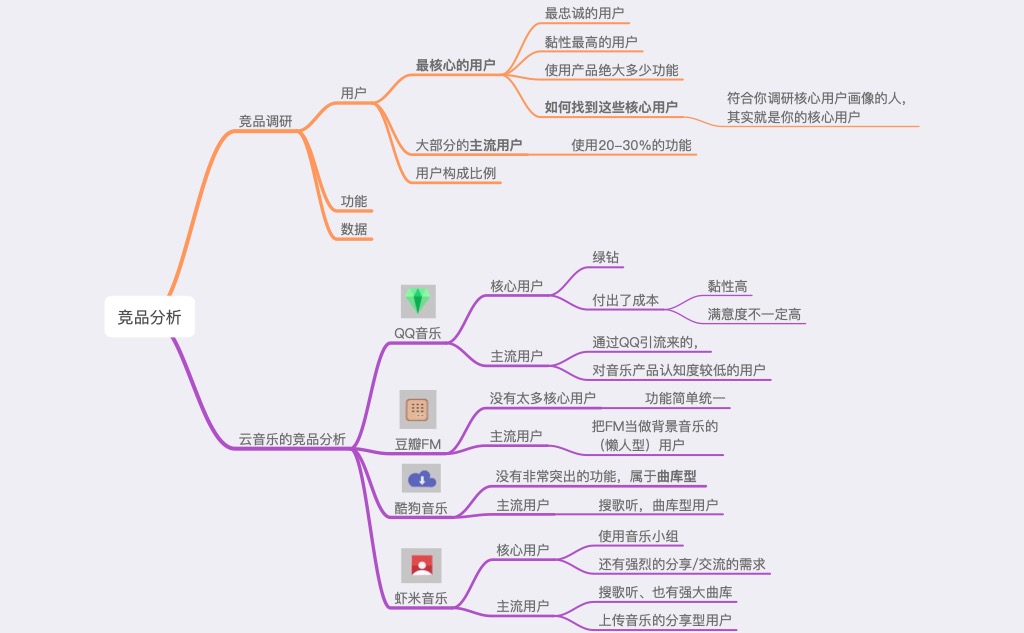 竞品分析
竞品调研
用户
最核心的用户
最忠诚的用户
黏性最高的用户
使用产品绝大多少功能
如何找到这些核心用户
符合你调研核心用户画像的人，
其实就是你的核心用户
大部分的主流用户
使用20-30%的功能
用户构成比例
功能
数据
云音乐的竞品分析
QQ音乐
核心用户
绿钻
付出了成本
黏性高
满意度不一定高
主流用户
通过QQ引流来的，
对音乐产品认知度较低的用户
豆瓣FM
没有太多核心用户
功能简单统一
主流用户
把FM当做背景音乐的
（懒人型）用户
酷狗音乐
没有非常突出的功能，属于曲库型
主流用户
搜歌听，曲库型用户
虾米音乐
核心用户
使用音乐小组
还有强烈的分享/交流的需求
主流用户
搜歌听、也有强大曲库
上传音乐的分享型用户